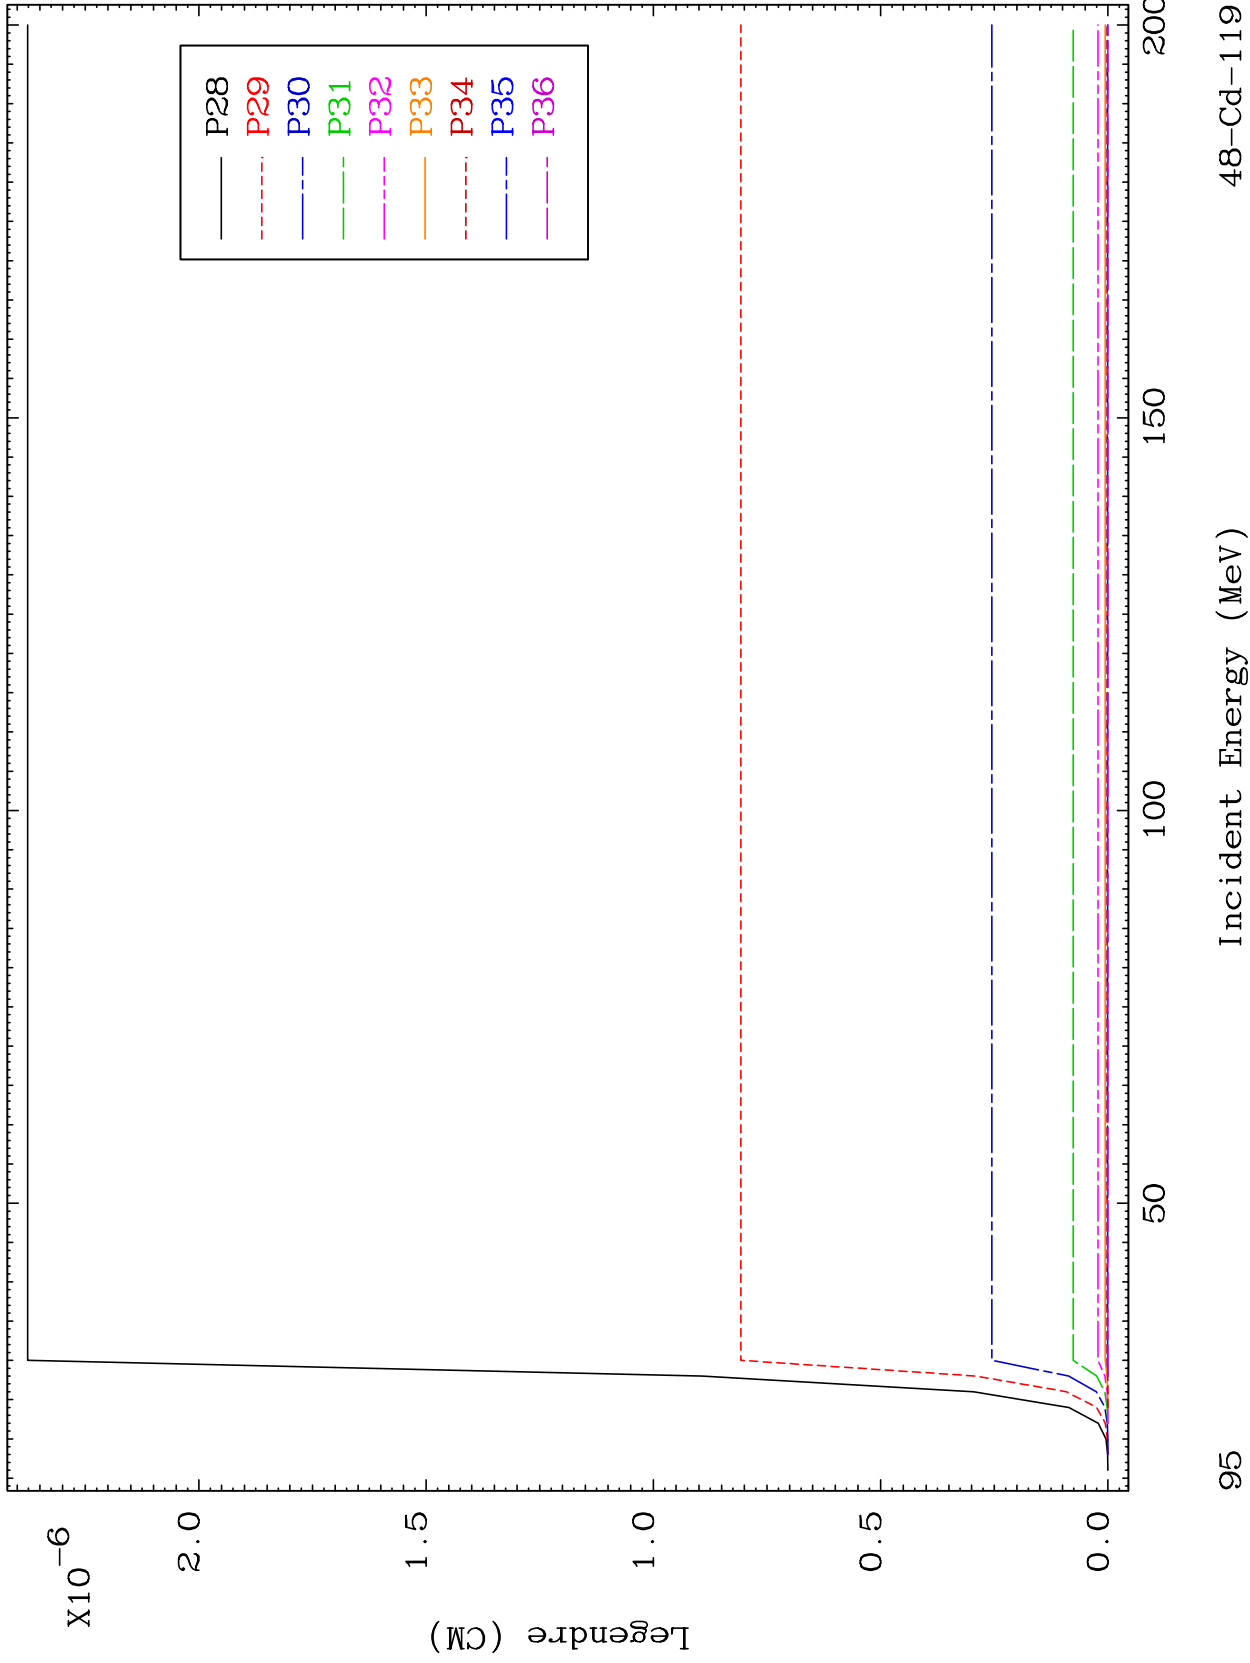 X10-6
2.0
1.5
1.0
0.5
0.0
Legendre (CM)
P28
P29
P30
P31
P32
P33
P34
P35
P36
50
100
150
200
95
Incident Energy (MeV)
48-Cd-119